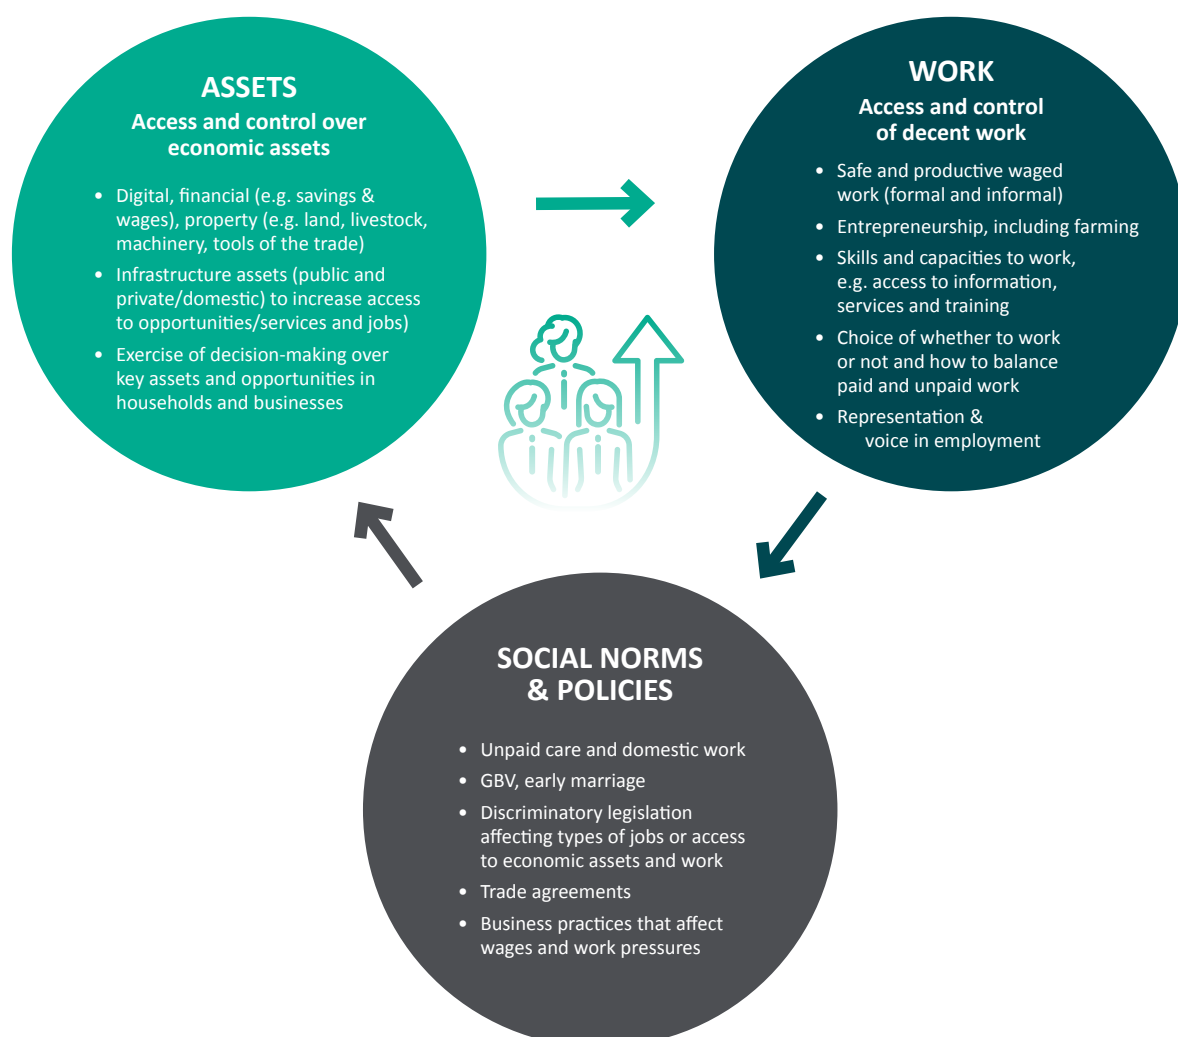 ASSETS
Access and control over
economic assets
• Digital, financial (e.g. savings &
wages), property (e.g. land, livestock,
machinery, tools of the trade)
• Infrastructure assets (public and
private/domestic) to increase access
to opportunities/services and jobs)
• Exercise of decision-making over
key assets and opportunities in
households and businesses
WORK
Access and control
of decent work
• Safe and productive waged
work (formal and informal)
• Entrepreneurship, including farming
• Skills and capacities to work,
e.g. access to information,
services and training
• Choice of whether to work
or not and how to balance
paid and unpaid work
• Representation &
voice in employment
SOCIAL NORMS
& POLICIES
• Unpaid care and domestic work
• GBV, early marriage
• Discriminatory legislation
affecting types of jobs or access
to economic assets and work
• Trade agreements
• Business practices that affect
wages and work pressures